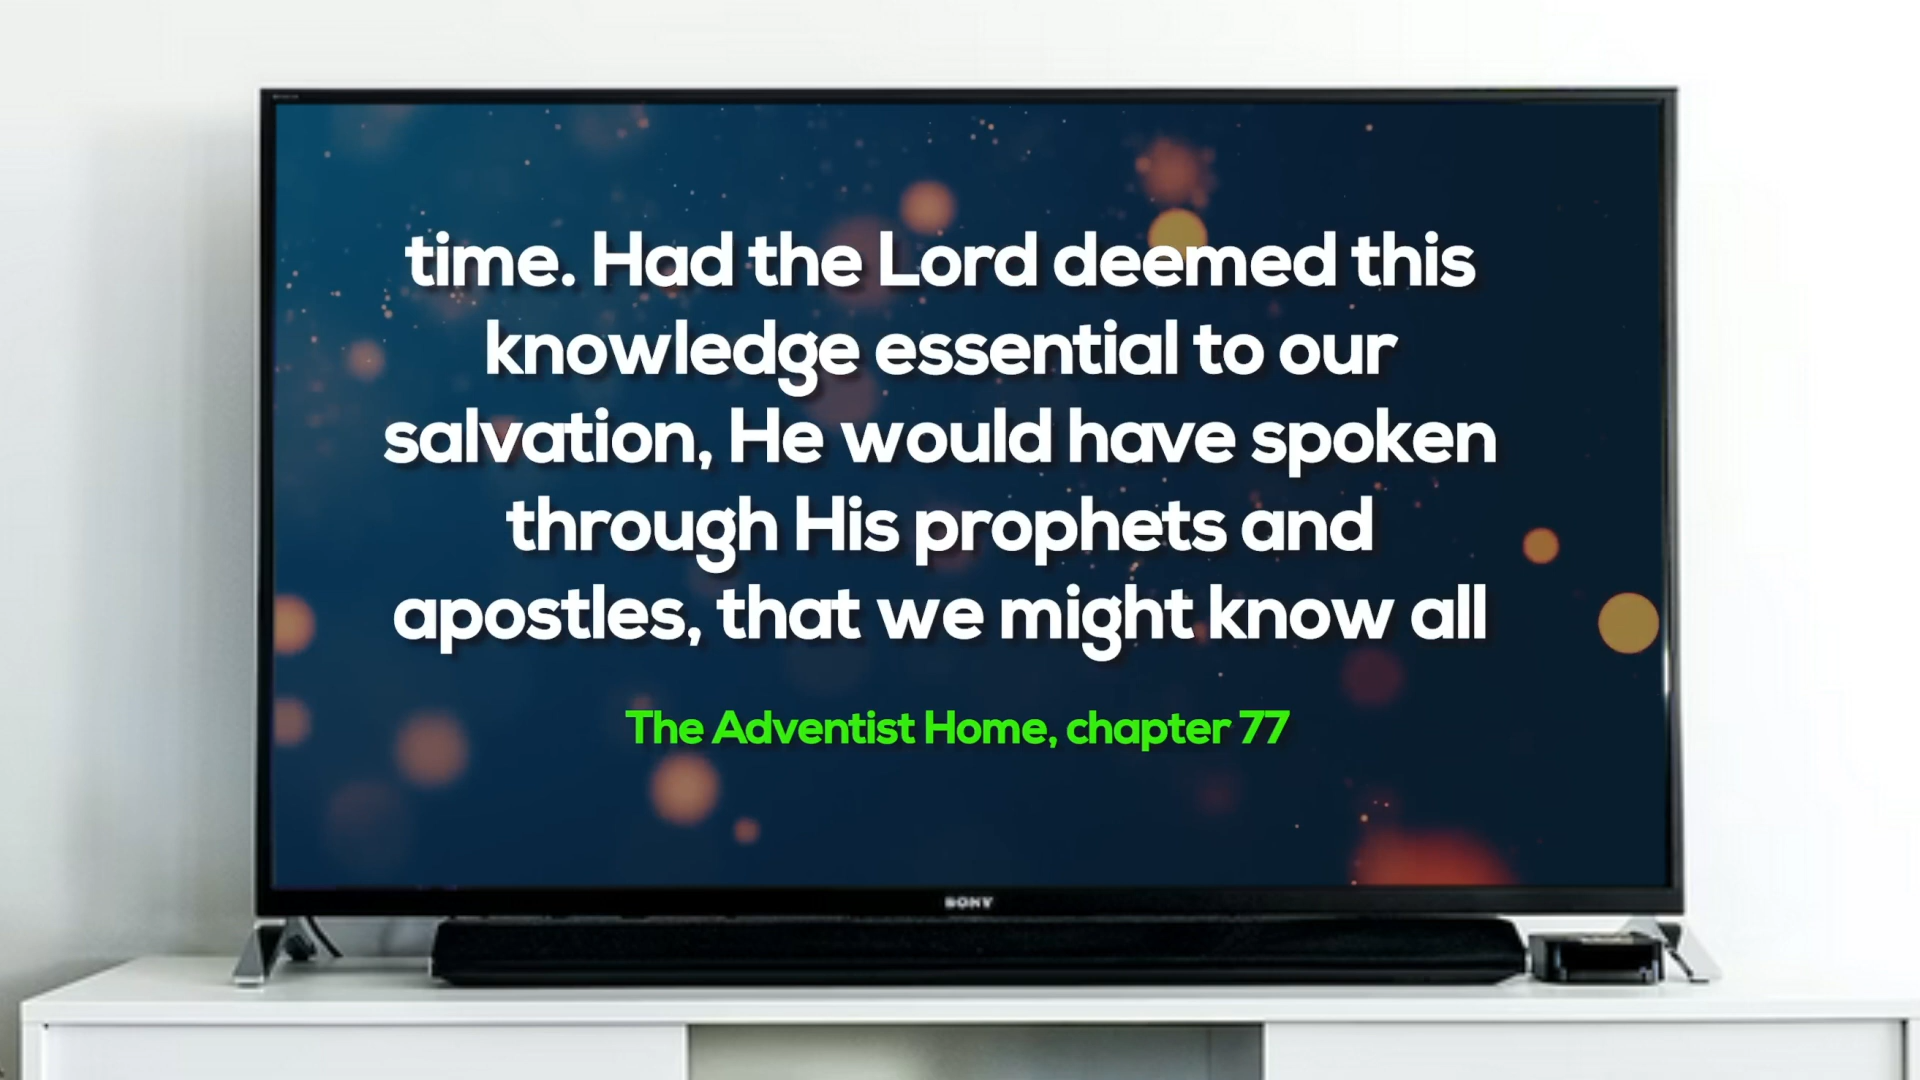 time. Had the Lord deemed this
knowledge essential to our
salvation, He would have spoken
through His prophets and
apostles, that we might know all
The Adventist Home, chapter 77
SONY